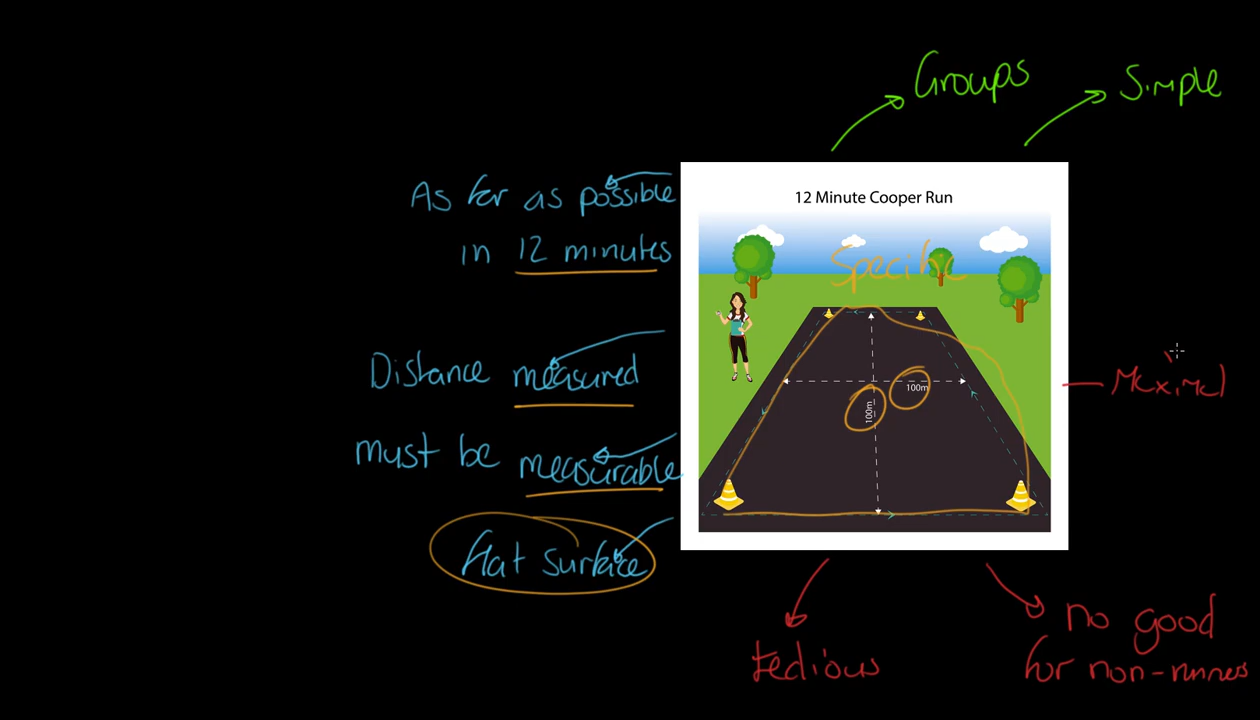 Groups
Simple
As far as possible
in 12 minutes
12 Minute Cooper Run
Specific
Distance measured
100m
100m
Maximal
must be measurable
flat surface
tedious
no good
for non-runners